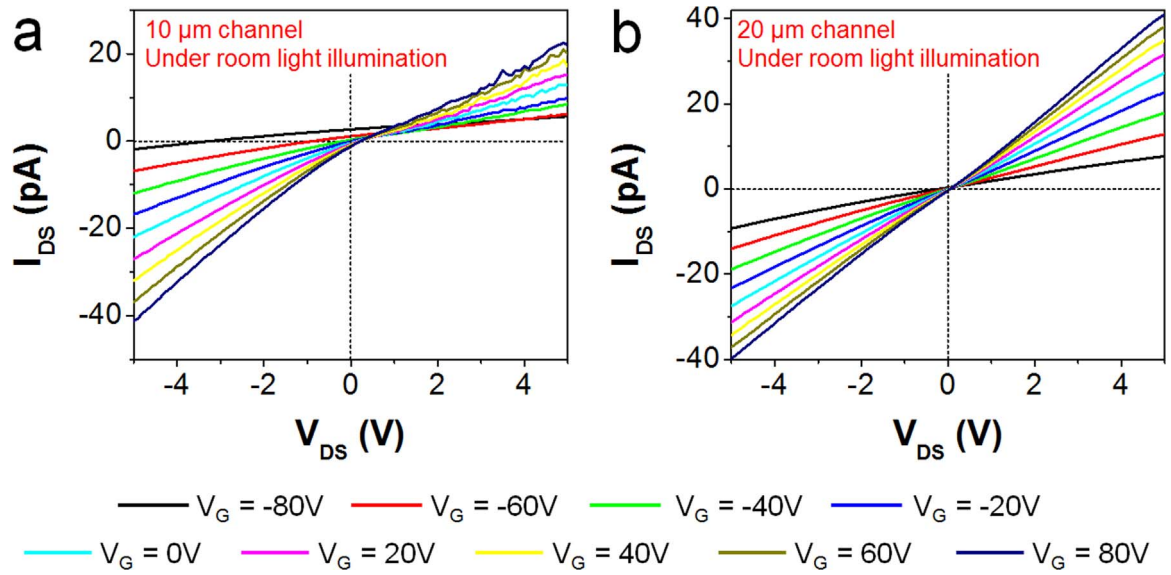 a
10 μm channel
Under room light illumination
20
0
-20
-40
I_DS (pA)
-4 -2 0 2 4
V_DS (V)
b
20 μm channel
Under room light illumination
40
20
0
-20
-40
I_DS (pA)
-4 -2 0 2 4
V_DS (V)
V_G = -80V V_G = -60V V_G = -40V V_G = -20V
V_G = 0V V_G = 20V V_G = 40V V_G = 60V V_G = 80V